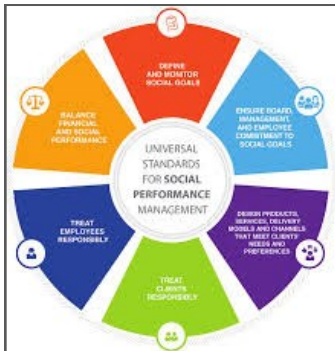 UNIVERSAL
STANDARDS
FOR SOCIAL
PERFORMANCE
MANAGEMENT
DEFINE
AND MONITOR
SOCIAL GOALS
ENSURE BOARD,
MANAGEMENT,
AND EMPLOYEE
COMMITMENT TO
SOCIAL GOALS
DESIGN PRODUCTS,
SERVICES, DELIVERY
MODELS AND CHANNELS
THAT MEET CLIENTS'
NEEDS AND
PREFERENCES
TREAT
CLIENTS
RESPONSIBLY
TREAT
EMPLOYEES
RESPONSIBLY
BALANCE
FINANCIAL
AND SOCIAL
PERFORMANCE